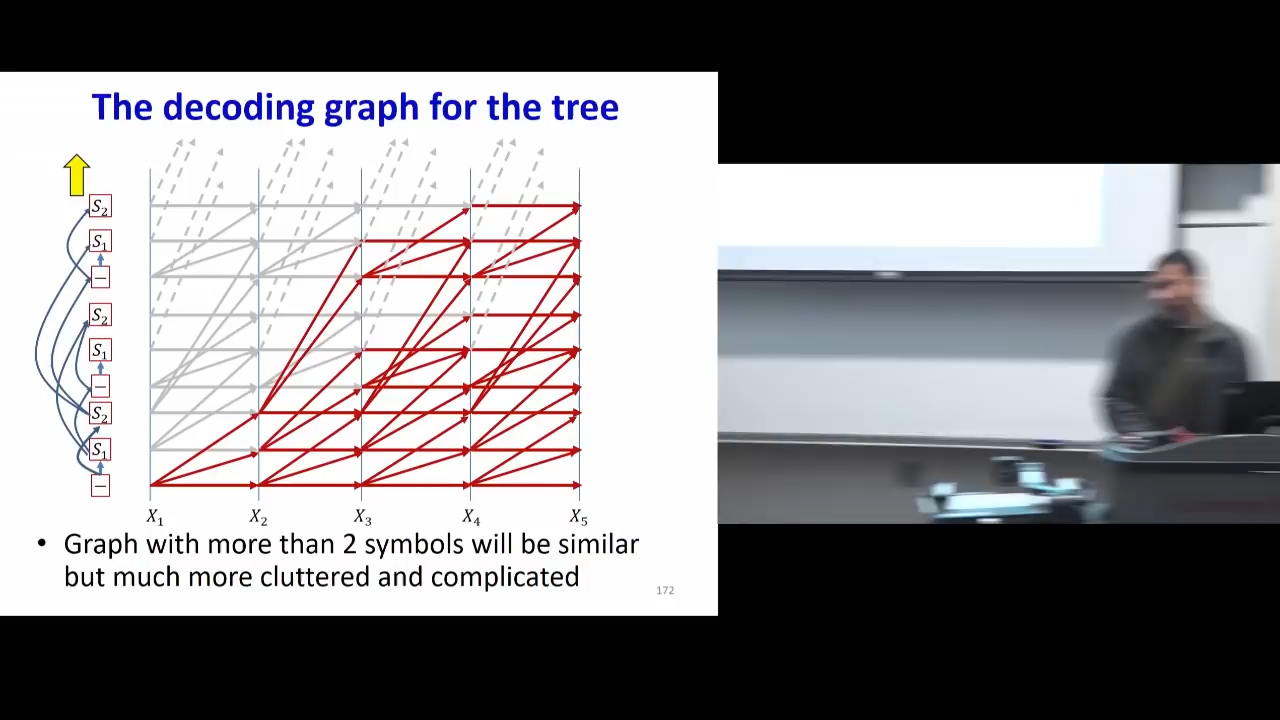 The decoding graph for the tree
S₂
S₁
–
S₂
S₁
–
S₂
S₁
–
X₁ X₂ X₃ X₄ X₅
• Graph with more than 2 symbols will be similar
but much more cluttered and complicated
172